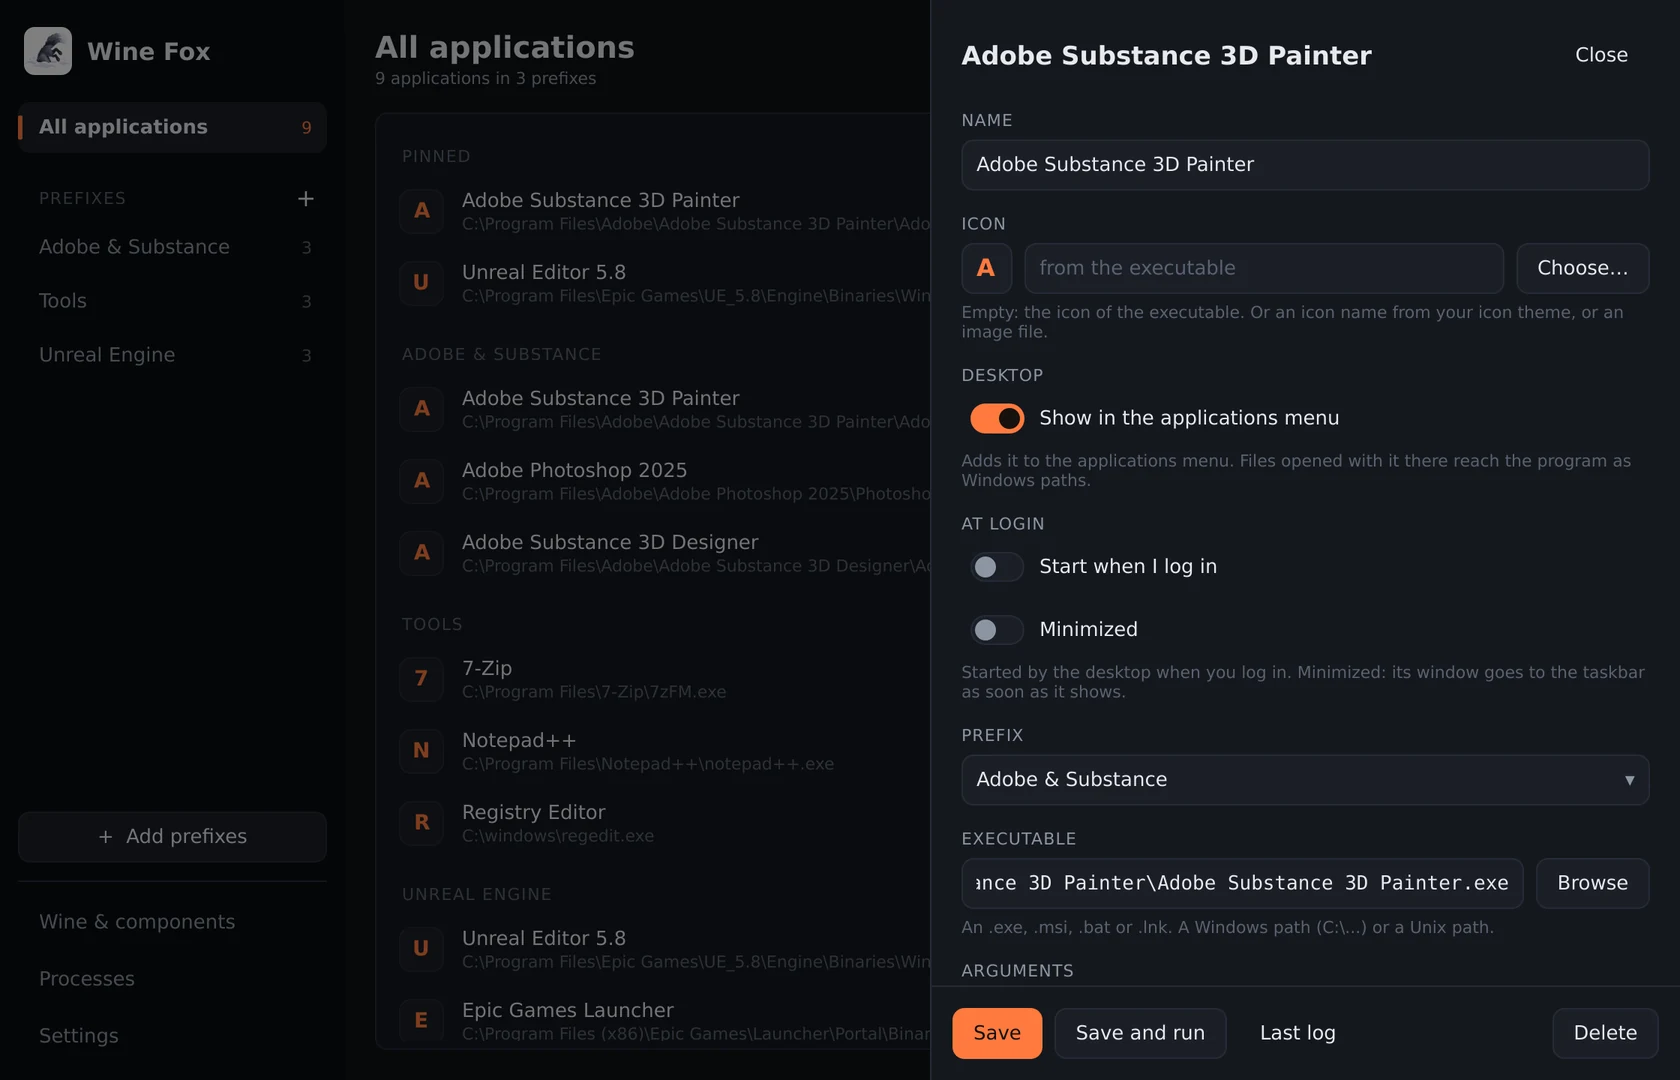 Wine Fox
All applications 9
PREFIXES +
Adobe & Substance 3
Tools 3
Unreal Engine 3
+ Add prefixes
Wine & components
Processes
Settings
All applications
9 applications in 3 prefixes
PINNED
A Adobe Substance 3D Painter
C:\Program Files\Adobe\Adobe Substance 3D Painter\Ado
U Unreal Editor 5.8
C:\Program Files\Epic Games\UE_5.8\Engine\Binaries\Win
ADOBE & SUBSTANCE
A Adobe Substance 3D Painter
C:\Program Files\Adobe\Adobe Substance 3D Painter\Ado
A Adobe Photoshop 2025
C:\Program Files\Adobe\Adobe Photoshop 2025\Photosho
A Adobe Substance 3D Designer
C:\Program Files\Adobe\Adobe Substance 3D Designer\Ad
TOOLS
7 7-Zip
C:\Program Files\7-Zip\7zFM.exe
N Notepad++
C:\Program Files\Notepad++\notepad++.exe
R Registry Editor
C:\windows\regedit.exe
UNREAL ENGINE
U Unreal Editor 5.8
C:\Program Files\Epic Games\UE_5.8\Engine\Binaries\Win
E Epic Games Launcher
C:\Program Files (x86)\Epic Games\Launcher\Portal\Binar
Adobe Substance 3D Painter Close
NAME
Adobe Substance 3D Painter
ICON
A from the executable Choose...
Empty: the icon of the executable. Or an icon name from your icon theme, or an
image file.
DESKTOP
Show in the applications menu
Adds it to the applications menu. Files opened with it there reach the program as
Windows paths.
AT LOGIN
Start when I log in
Minimized
Started by the desktop when you log in. Minimized: its window goes to the taskbar
as soon as it shows.
PREFIX
Adobe & Substance
EXECUTABLE
ance 3D Painter\Adobe Substance 3D Painter.exe Browse
An .exe, .msi, .bat or .lnk. A Windows path (C:\...) or a Unix path.
ARGUMENTS
Save Save and run Last log Delete